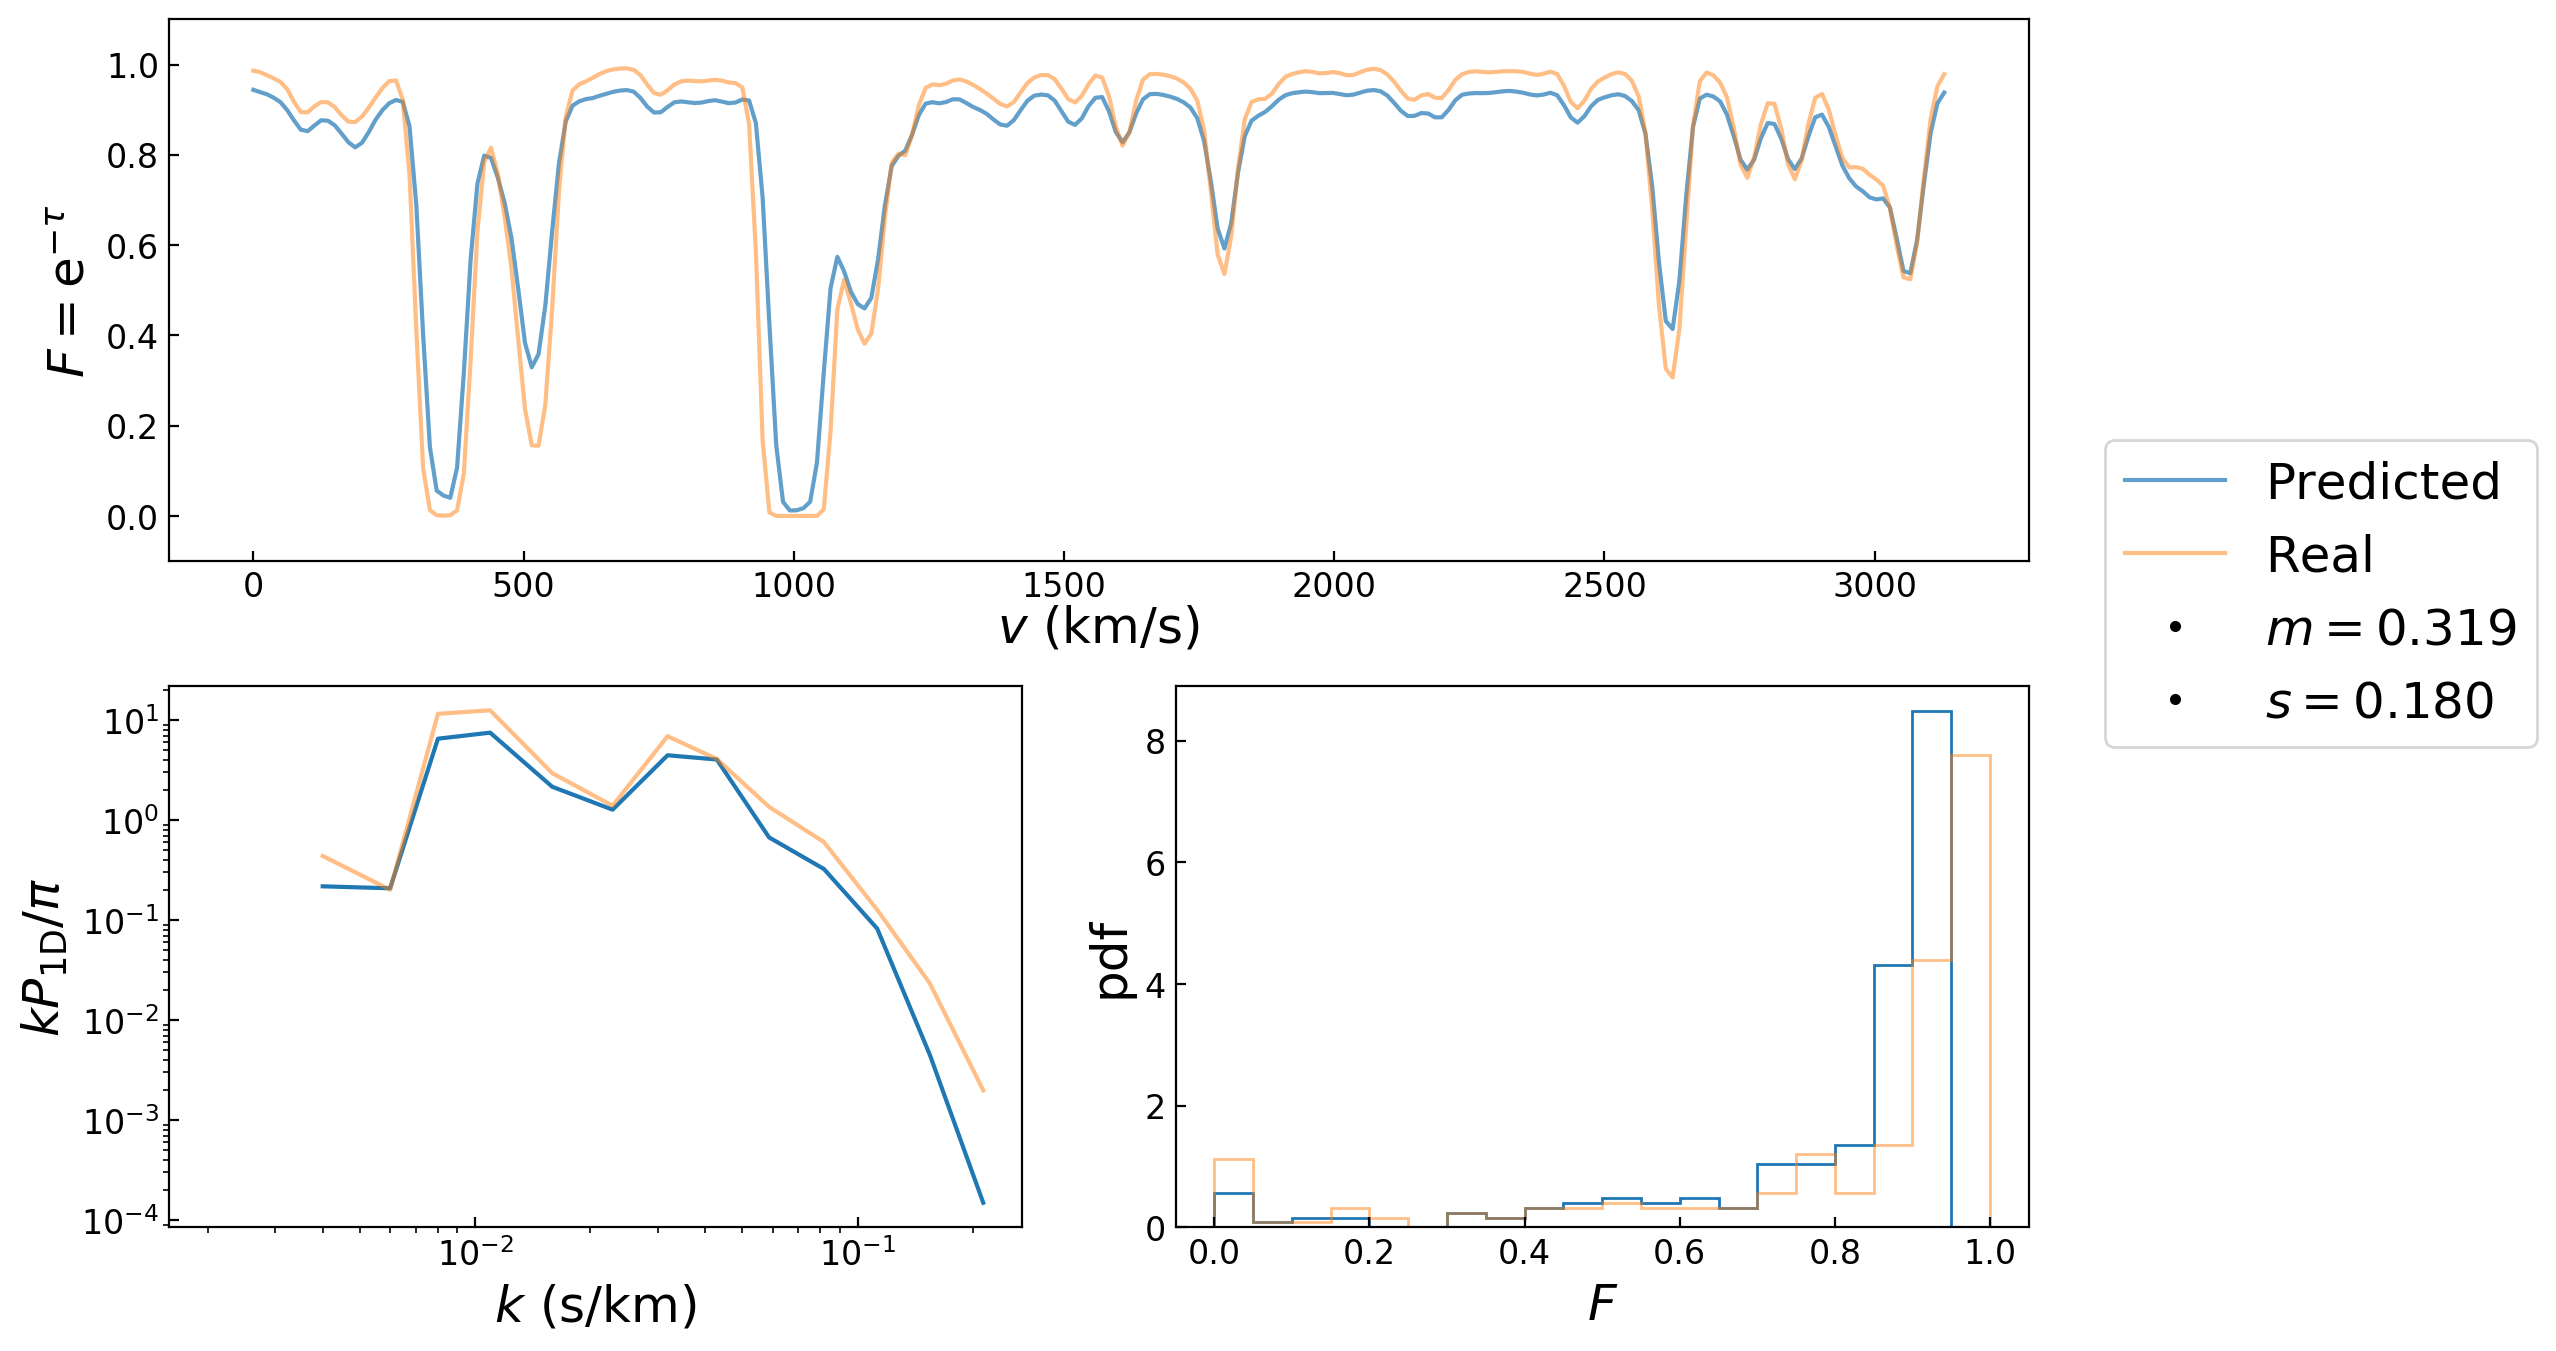 1.0
0.8
0.6
0.4
0.2
0.0
F = e^{−τ}
0 500 1000 1500 2000 2500 3000
v (km/s)
Predicted
Real
m = 0.319
s = 0.180
10^1
10^0
10^{−1}
10^{−2}
10^{−3}
10^{−4}
kP_{1D}/π
10^{−2} 10^{−1}
k (s/km)
8
6
4
2
0
pdf
0.0 0.2 0.4 0.6 0.8 1.0
F